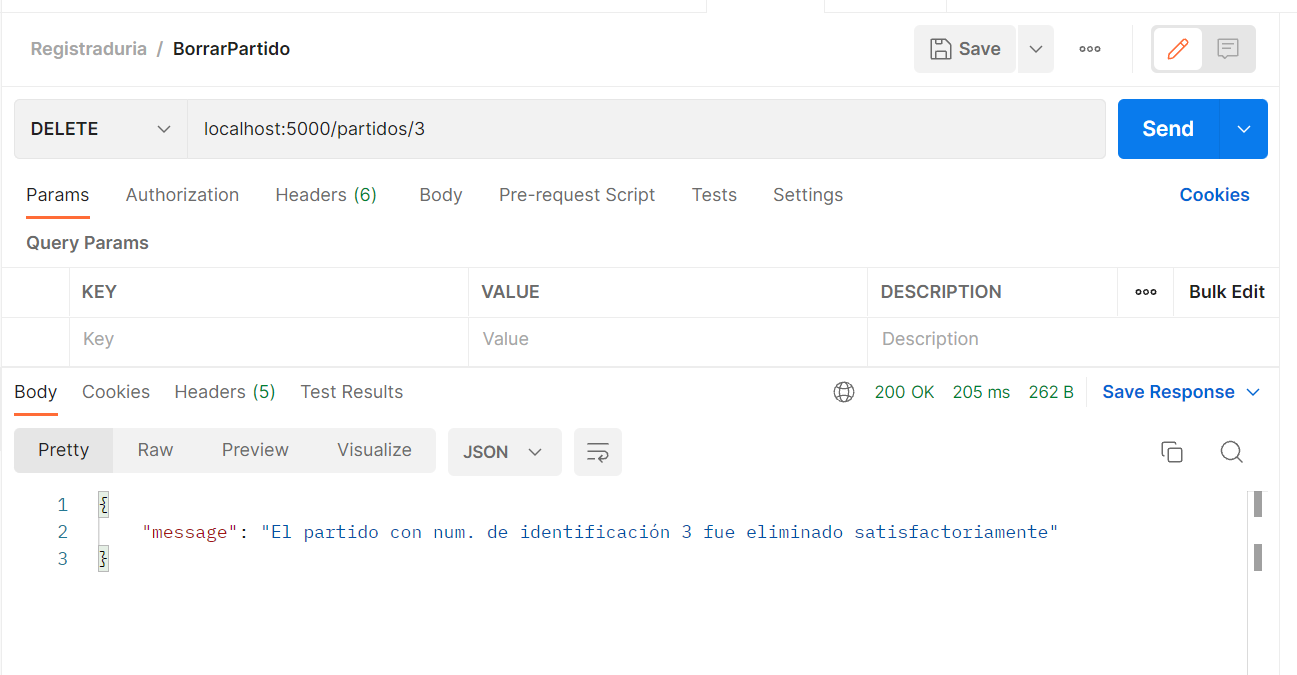 Registraduria / BorrarPartido Save
DELETE localhost:5000/partidos/3 Send
Params Authorization Headers (6) Body Pre-request Script Tests Settings Cookies
Query Params
KEY VALUE DESCRIPTION Bulk Edit
Key Value Description
Body Cookies Headers (5) Test Results 200 OK 205 ms 262 B Save Response
Pretty Raw Preview Visualize JSON
1 {
2 "message": "El partido con num. de identificación 3 fue eliminado satisfactoriamente"
3 }